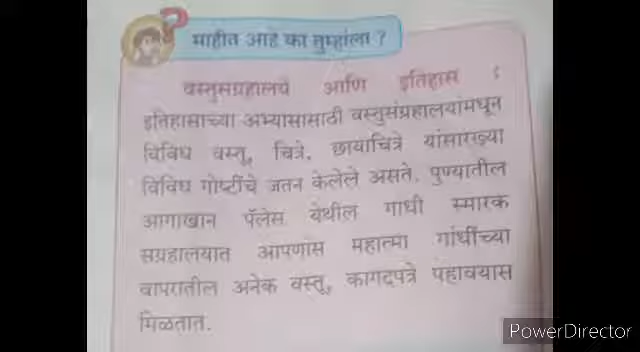 माहीत आहे का तुम्हांला ?
वस्तुसंग्रहालये आणि इतिहास :
इतिहासाच्या अभ्यासासाठी वस्तुसंग्रहालयांमधून
विविध वस्तू, चित्रे, छायाचित्रे यांसारख्या
विविध गोष्टींचे जतन केलेले असते. पुण्यातील
आगाखान पॅलेस येथील गांधी स्मारक
संग्रहालयात आपणांस महात्मा गांधींच्या
वापरातील अनेक वस्तू, कागदपत्रे पहावयास
मिळतात.
PowerDirector